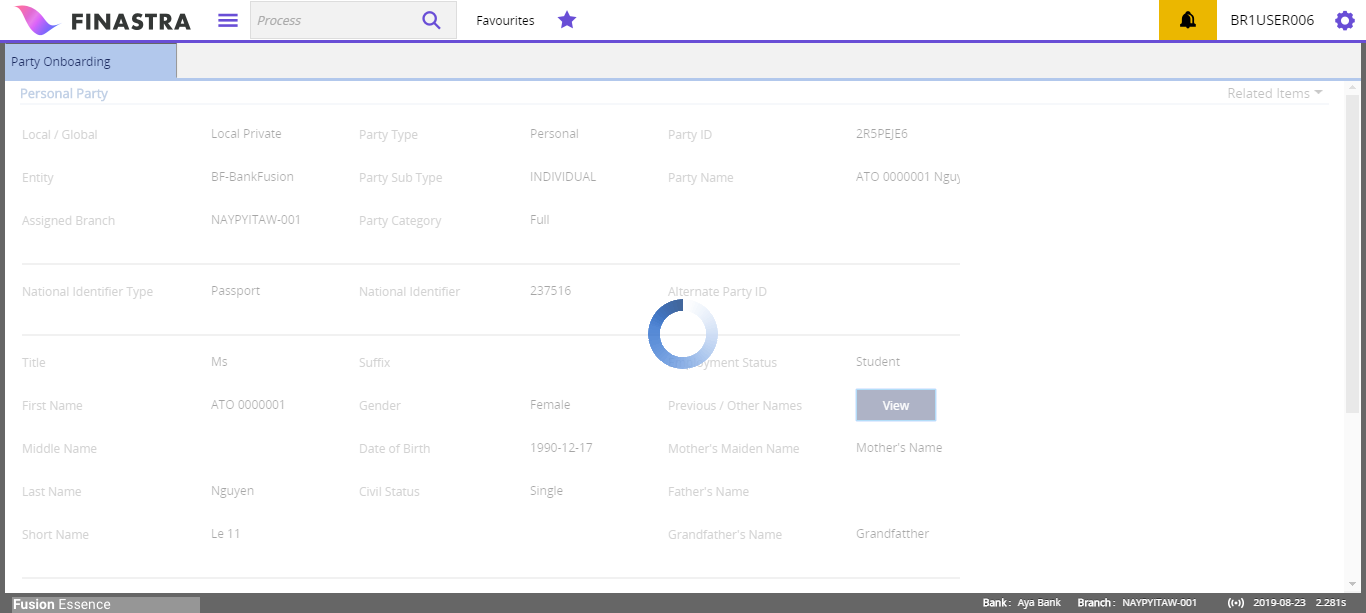 FINASTRA Process Favourites BR1USER006
Party Onboarding
Personal Party Related Items
Local / Global Local Private Party Type Personal Party ID 2R5PEJE6
Entity BF-BankFusion Party Sub Type INDIVIDUAL Party Name ATO 0000001 Nguy
Assigned Branch NAYPYITAW-001 Party Category Full
National Identifier Type Passport National Identifier 237516 Alternate Party ID
Title Ms Suffix yment Status Student
First Name ATO 0000001 Gender Female Previous / Other Names View
Middle Name Date of Birth 1990-12-17 Mother's Maiden Name Mother's Name
Last Name Nguyen Civil Status Single Father's Name
Short Name Le 11 Grandfather's Name Grandfatther
Fusion Essence Bank : Aya Bank Branch : NAYPYITAW-001 2019-08-23 2.281s